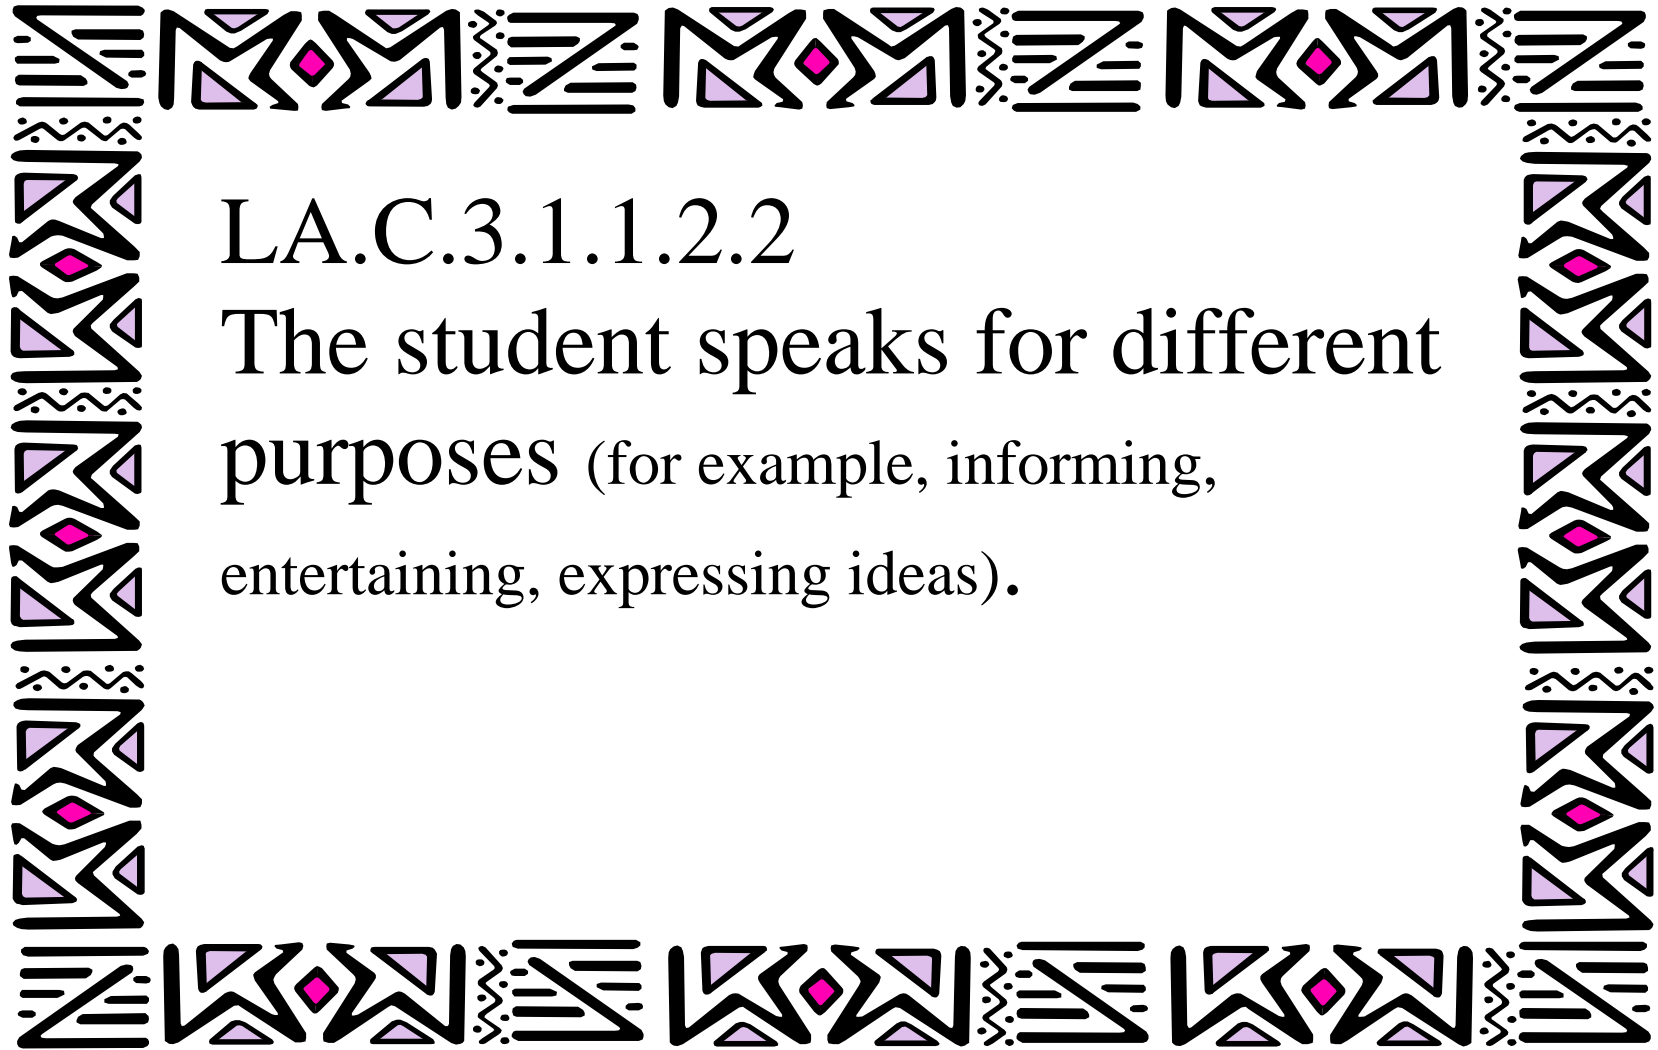 LA.C.3.1.1.2.2
The student speaks for different
purposes (for example, informing,
entertaining, expressing ideas).